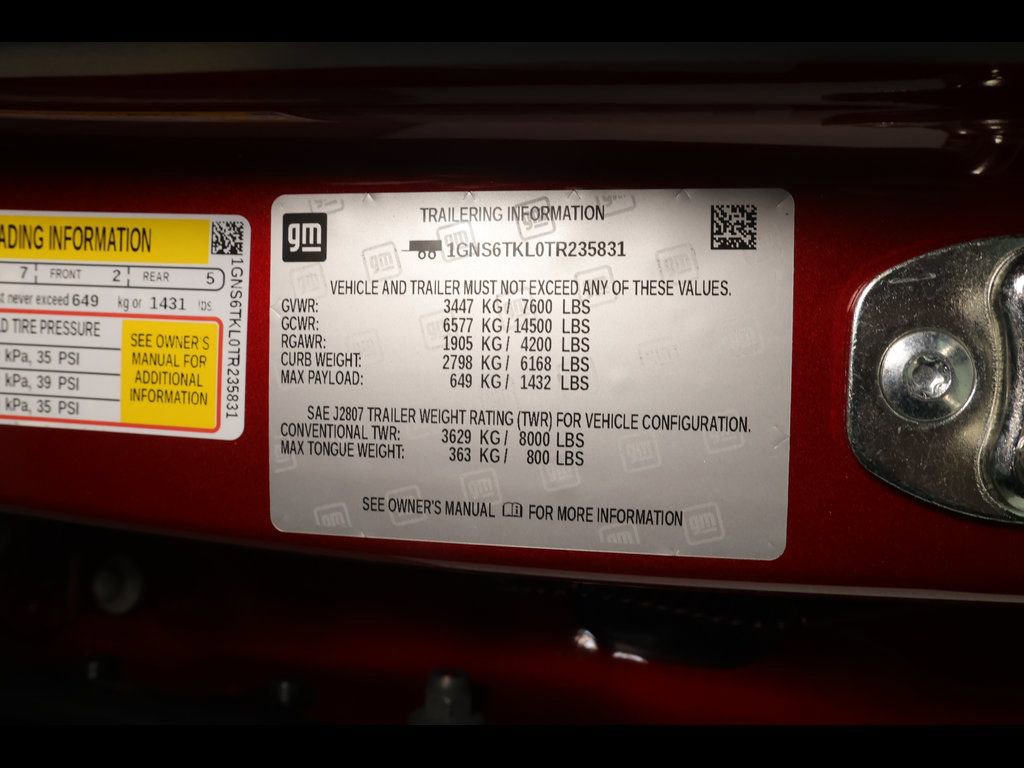 ADING INFORMATION
7 FRONT 2 REAR 5
never exceed 649 kg or 1431
TIRE PRESSURE
kPa, 35 PSI
kPa, 39 PSI
kPa, 35 PSI
SEE OWNER'S
MANUAL FOR
ADDITIONAL
INFORMATION
1GNS6TKL0TR235831
gm
TRAILERING INFORMATION
1GNS6TKL0TR235831
VEHICLE AND TRAILER MUST NOT EXCEED ANY OF THESE VALUES.
GVWR: 3447 KG/ 7600 LBS
GCWR: 6577 KG/14500 LBS
RGAWR: 1905 KG/ 4200 LBS
CURB WEIGHT: 2798 KG/ 6168 LBS
MAX PAYLOAD: 649 KG/ 1432 LBS
SAE J2807 TRAILER WEIGHT RATING (TWR) FOR VEHICLE CONFIGURATION.
CONVENTIONAL TWR: 3629 KG/ 8000 LBS
MAX TONGUE WEIGHT: 363 KG/ 800 LBS
SEE OWNER'S MANUAL FOR MORE INFORMATION